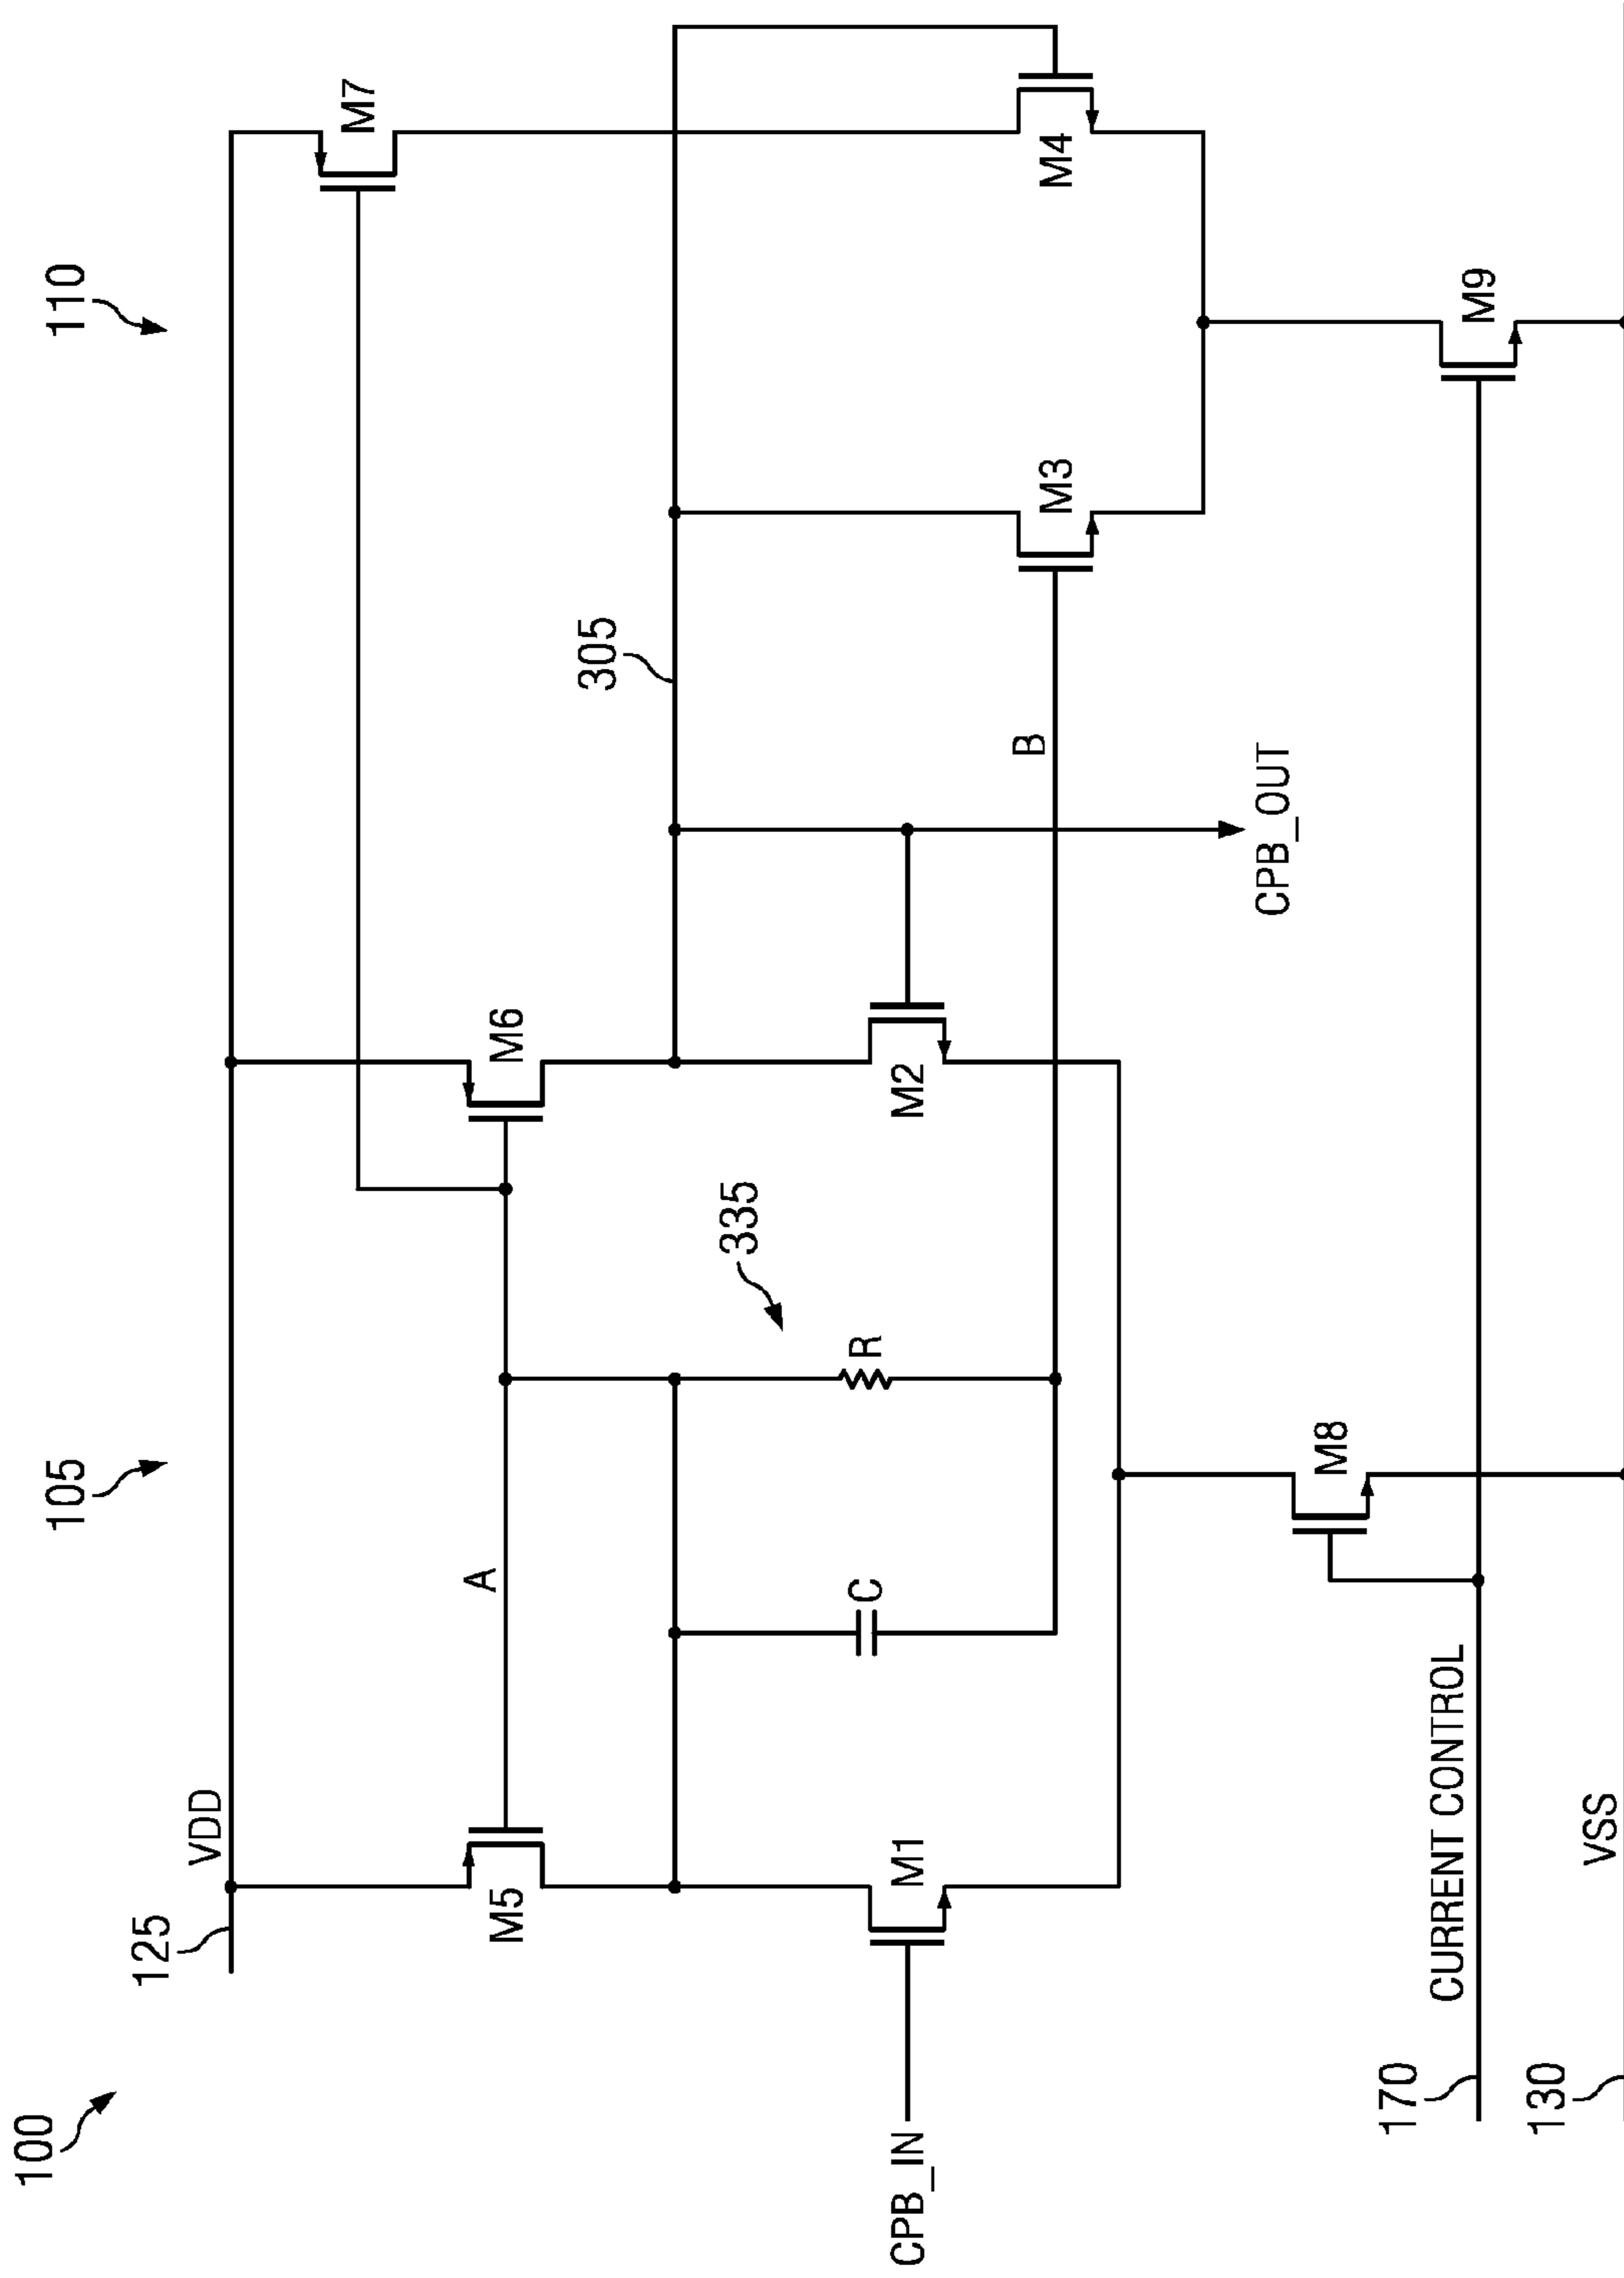 100
105
110
125
VDD
M7
M5
A
M6
305
335
C
R
B
M1
M2
M3
M4
CPB_IN
CPB_OUT
M8
M9
CURRENT CONTROL
170
VSS
130